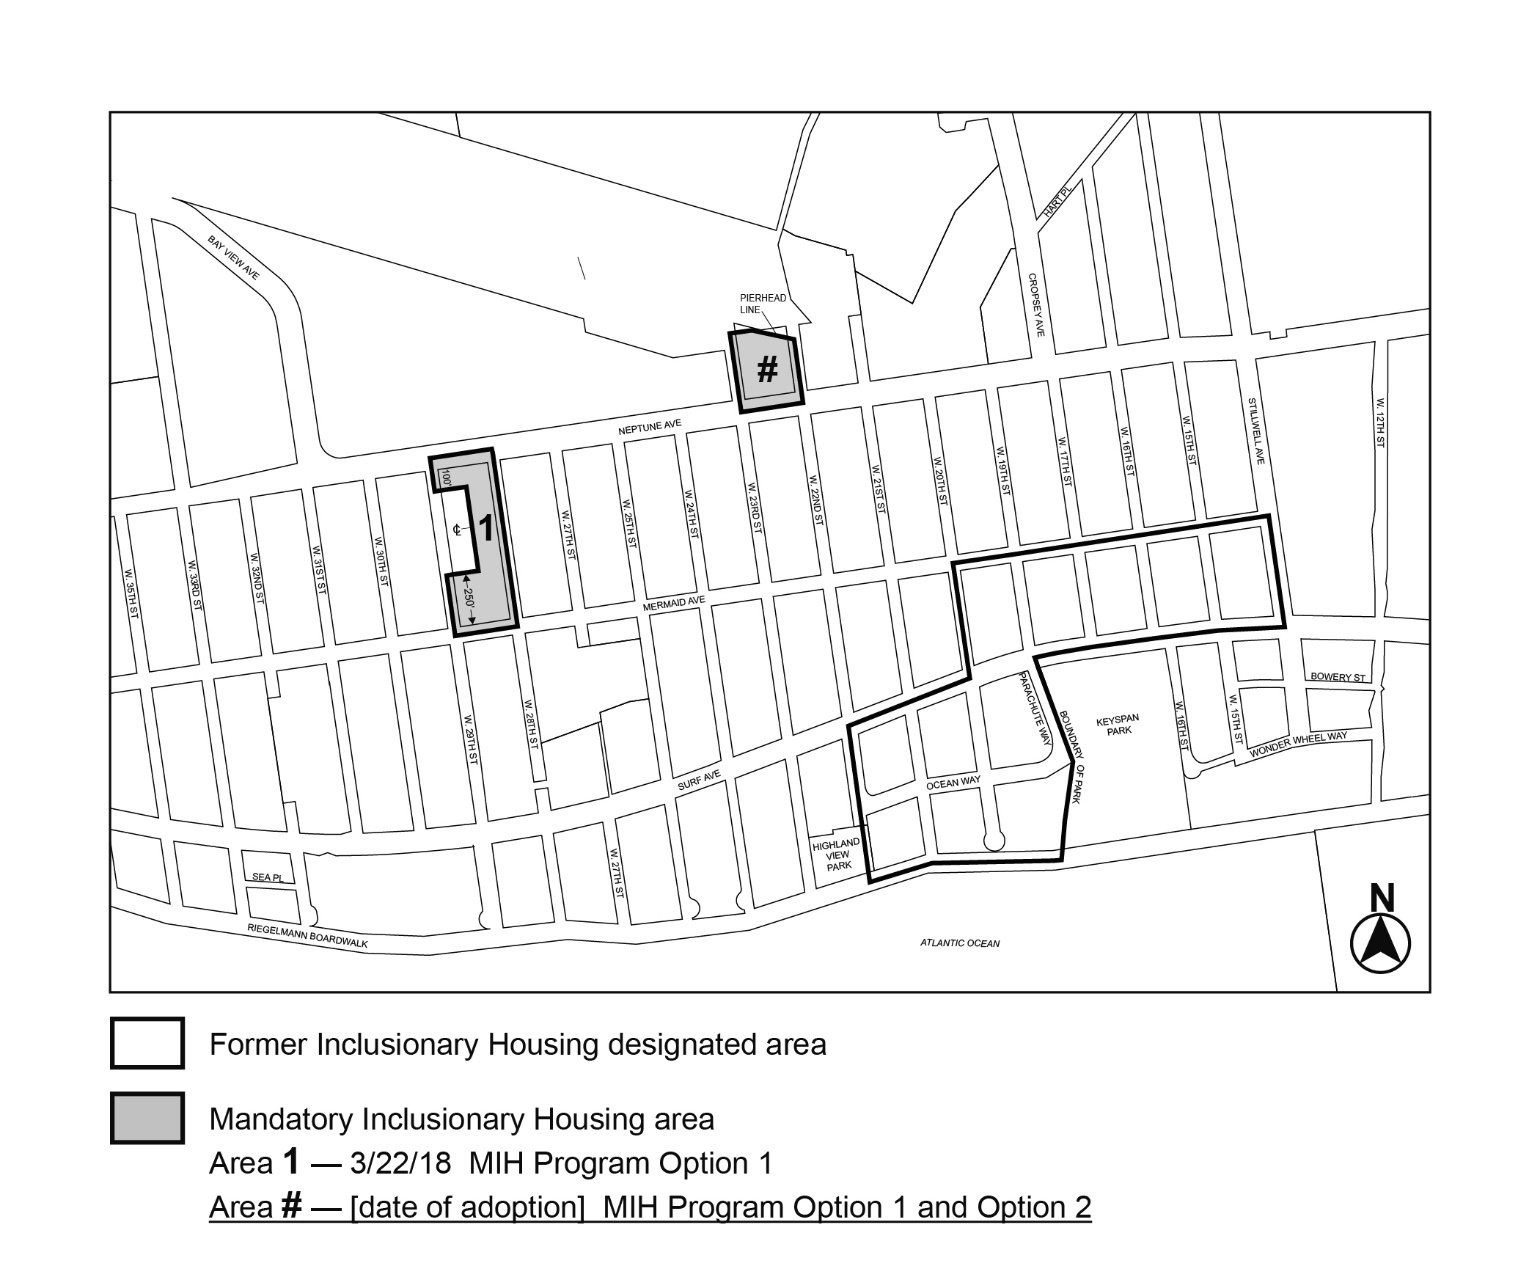 HART PL
BAY VIEW AVE
PIERHEAD
LINE
CROPSEY AVE
#
NEPTUNE AVE
STILLWELL AVE
W. 12TH ST
100'
℄
1
250'
W. 35TH ST
W. 33RD ST
W. 32ND ST
W. 31ST ST
W. 30TH ST
W. 27TH ST
W. 25TH ST
W. 24TH ST
W. 23RD ST
W. 22ND ST
W. 21ST ST
W. 20TH ST
W. 19TH ST
W. 17TH ST
W. 16TH ST
W. 15TH ST
MERMAID AVE
W. 29TH ST
W. 28TH ST
PARACHUTE WAY
BOUNDARY OF PARK
KEYSPAN
PARK
W. 16TH ST
W. 15TH ST
BOWERY ST
WONDER WHEEL WAY
SURF AVE
OCEAN WAY
HIGHLAND
VIEW
PARK
W. 27TH ST
SEA PL
RIEGELMANN BOARDWALK
ATLANTIC OCEAN
N
Former Inclusionary Housing designated area
Mandatory Inclusionary Housing area
Area 1 — 3/22/18 MIH Program Option 1
Area # — [date of adoption] MIH Program Option 1 and Option 2